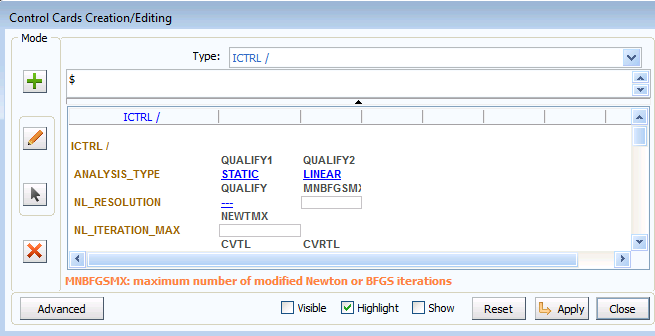 Control Cards Creation/Editing
Mode
Type: ICTRL /
$
ICTRL /
ICTRL /
QUALIFY1 QUALIFY2
ANALYSIS_TYPE STATIC LINEAR
QUALIFY MNBFGSMX
NL_RESOLUTION ---
NEWTMX
NL_ITERATION_MAX
CVTL CVRTL
MNBFGSMX: maximum number of modified Newton or BFGS iterations
Advanced Visible Highlight Show Reset Apply Close